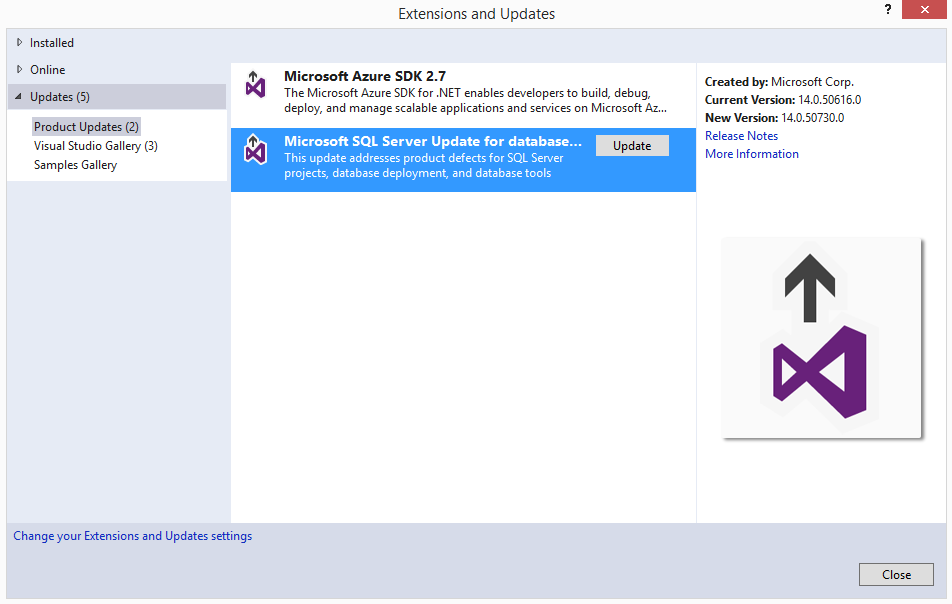 Extensions and Updates
?
Installed
Online
Updates (5)
Product Updates (2)
Visual Studio Gallery (3)
Samples Gallery
Microsoft Azure SDK 2.7
The Microsoft Azure SDK for .NET enables developers to build, debug,
deploy, and manage scalable applications and services on Microsoft Az...
Microsoft SQL Server Update for database...
Update
This update addresses product defects for SQL Server
projects, database deployment, and database tools
Created by: Microsoft Corp.
Current Version: 14.0.50616.0
New Version: 14.0.50730.0
Release Notes
More Information
Change your Extensions and Updates settings
Close